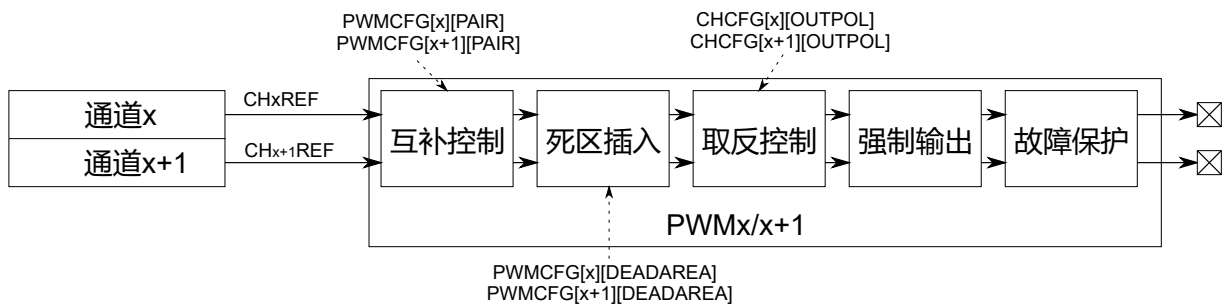 PWMCFG[x][PAIR]
PWMCFG[x+1][PAIR]
CHCFG[x][OUTPOL]
CHCFG[x+1][OUTPOL]
通道x
CHxREF
通道x+1
CHx+1REF
互补控制
死区插入
取反控制
强制输出
故障保护
PWMx/x+1
PWMCFG[x][DEADAREA]
PWMCFG[x+1][DEADAREA]